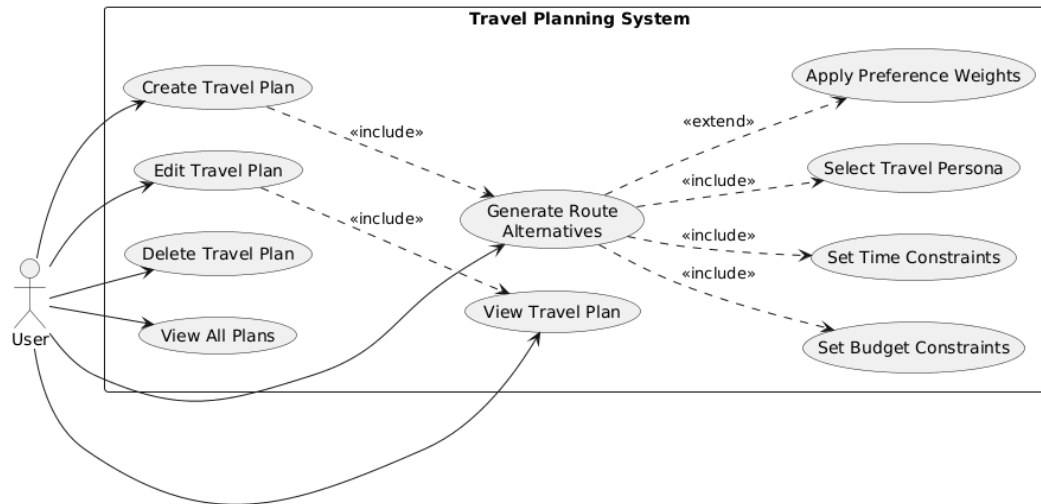 Travel Planning System
Create Travel Plan
Apply Preference Weights
«include»
«extend»
Edit Travel Plan
Select Travel Persona
«include»
Generate Route
Alternatives
«include»
Delete Travel Plan
«include»
Set Time Constraints
«include»
View Travel Plan
View All Plans
User
Set Budget Constraints